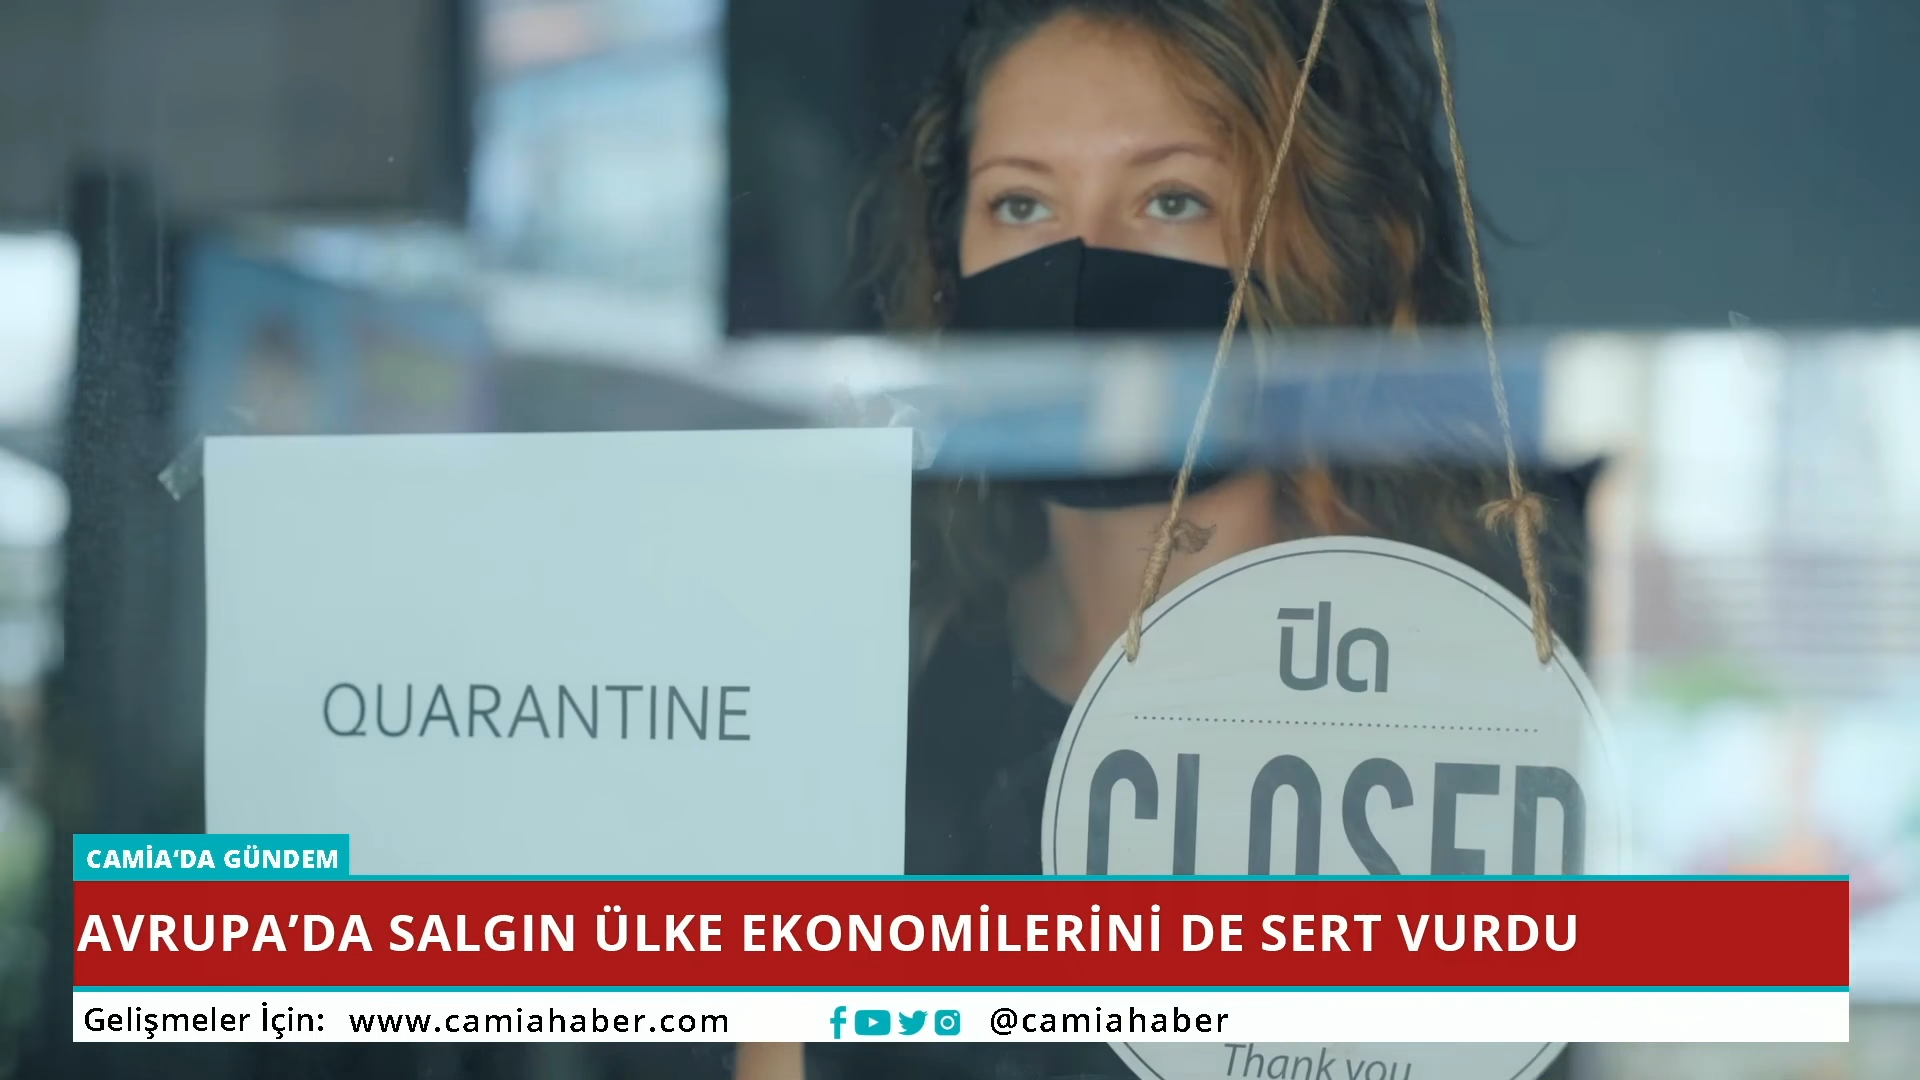 QUARANTINE
ปิด
CLOSED
CAMİA‘DA GÜNDEM
AVRUPA’DA SALGIN ÜLKE EKONOMİLERİNİ DE SERT VURDU
Gelişmeler İçin: www.camiahaber.com @camiahaber
Thank you